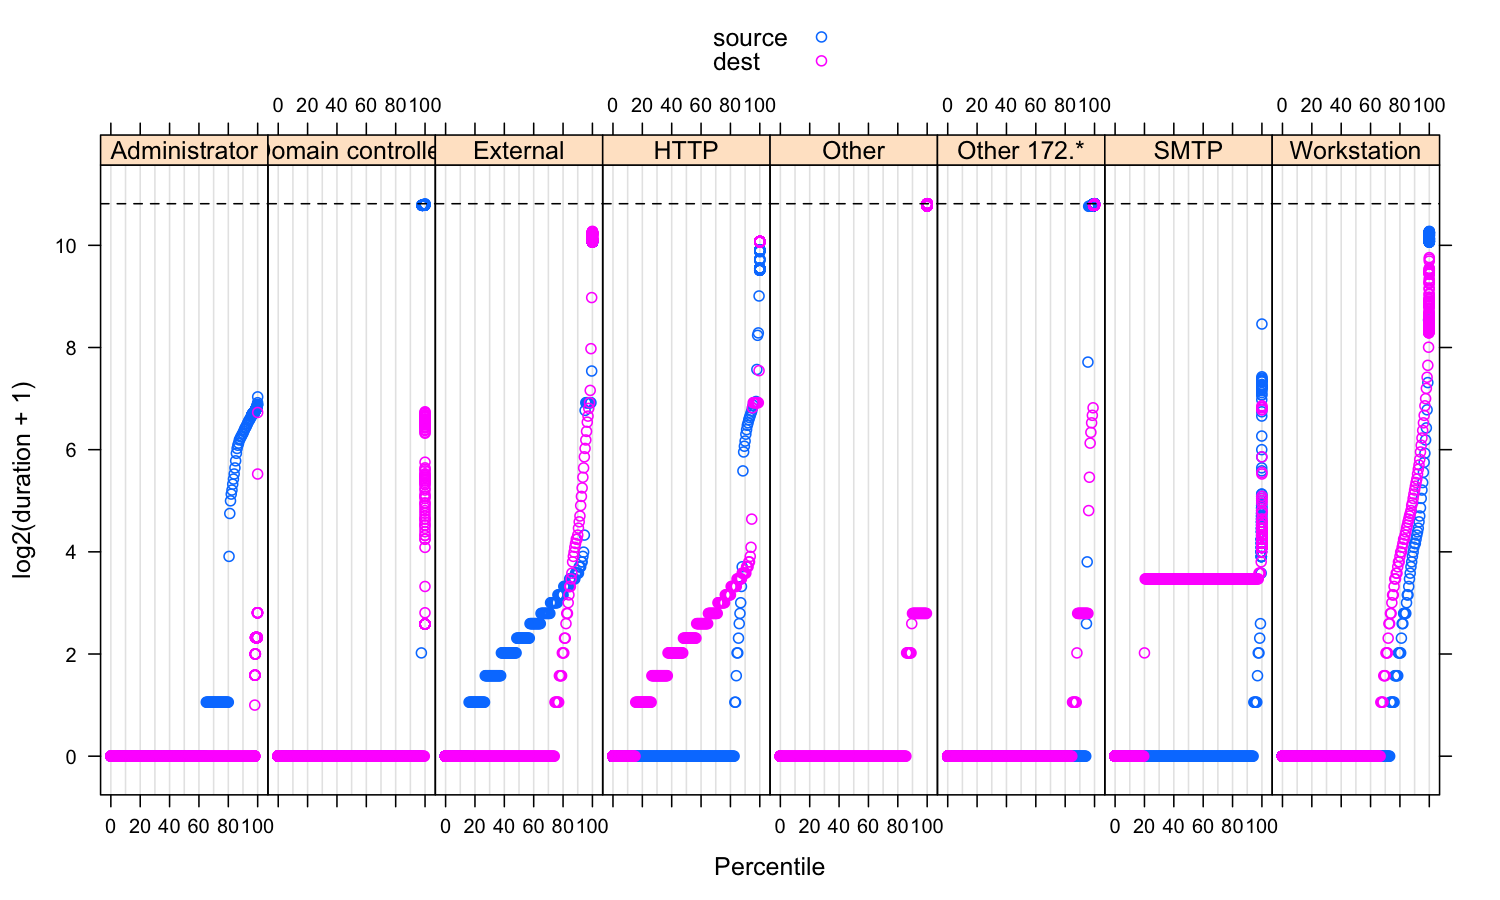 source
dest
0 20 40 60 80 100 0 20 40 60 80 100 0 20 40 60 80 100 0 20 40 60 80 100
Administrator omain controlle External HTTP Other Other 172.* SMTP Workstation
10
8
6
4
2
0
log2(duration + 1)
0 20 40 60 80 100 0 20 40 60 80 100 0 20 40 60 80 100 0 20 40 60 80 100
Percentile